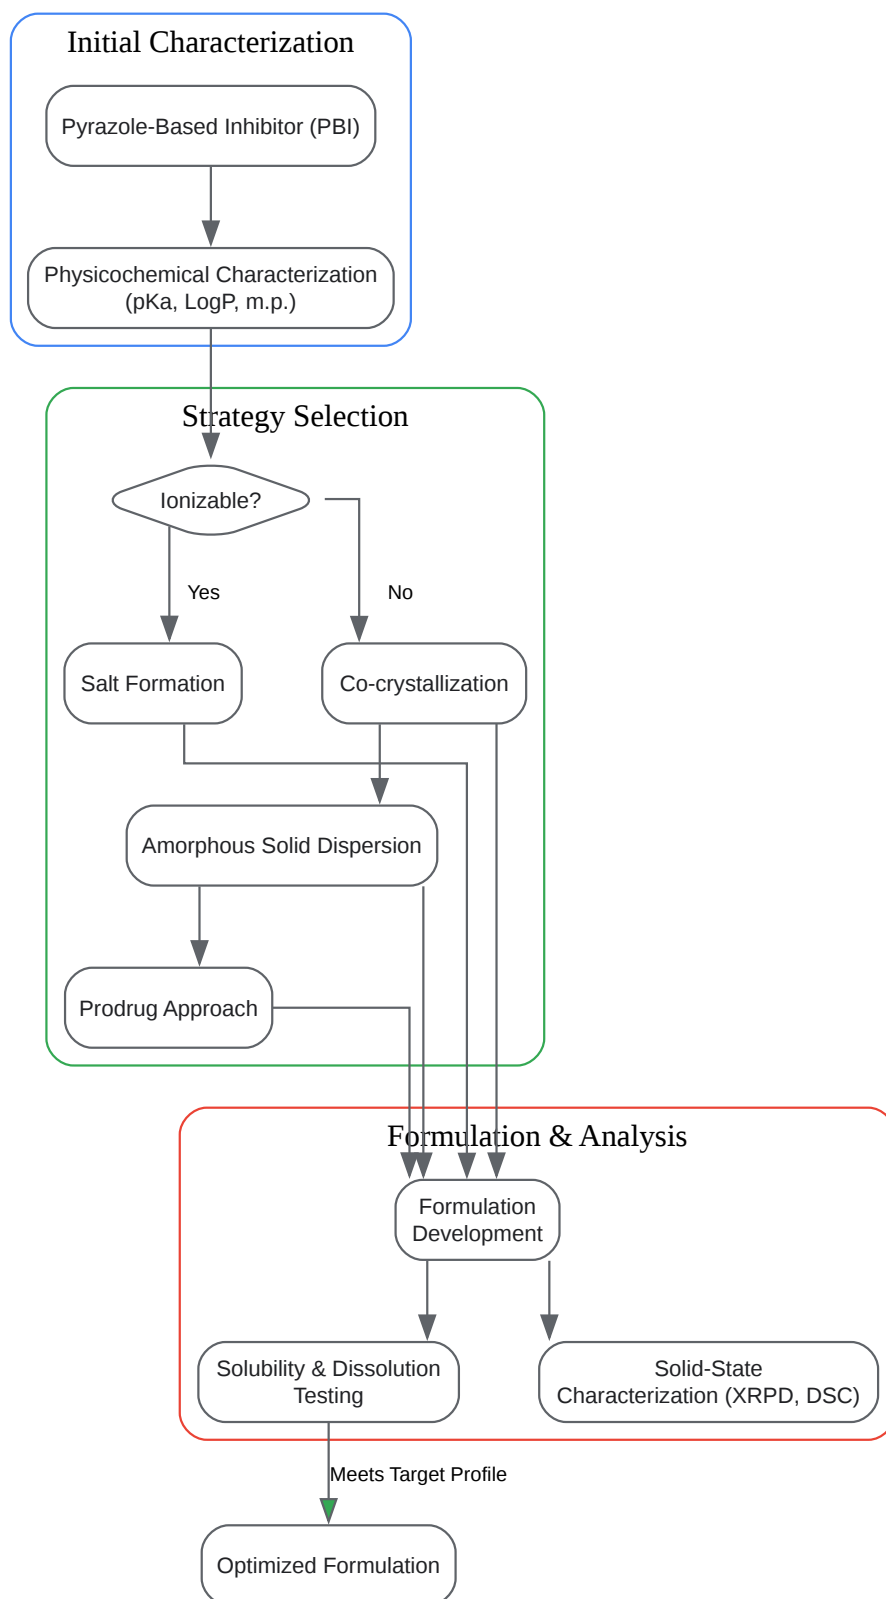 Initial Characterization
Pyrazole-Based Inhibitor (PBI)
Physicochemical Characterization
(pKa, LogP, m.p.)
Strategy Selection
Ionizable?
Yes
No
Salt Formation
Co-crystallization
Amorphous Solid Dispersion
Prodrug Approach
Formulation & Analysis
Formulation
Development
Solubility & Dissolution
Testing
Solid-State
Characterization (XRPD, DSC)
Meets Target Profile
Optimized Formulation